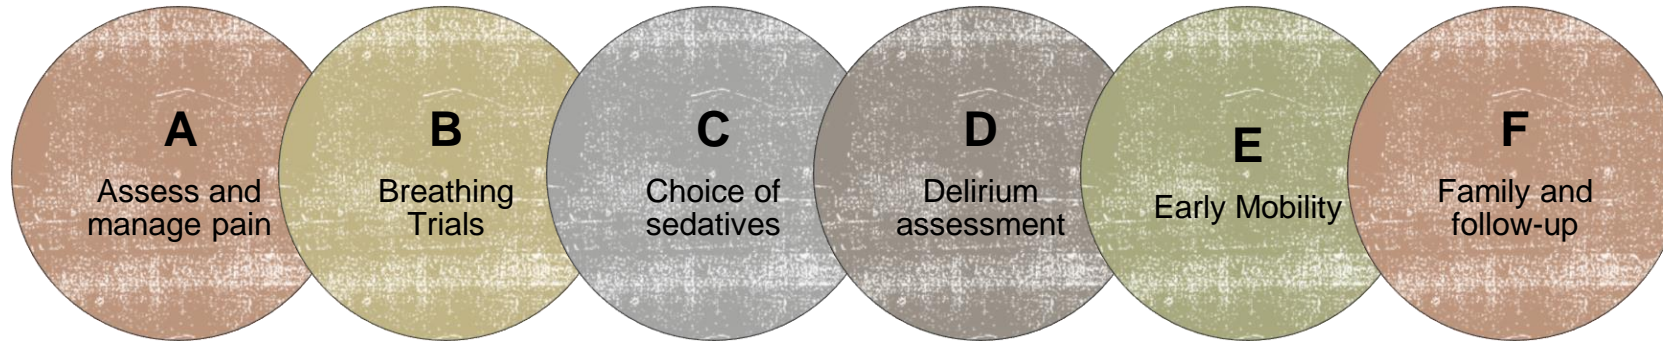 A
Assess and
manage pain
B
Breathing
Trials
C
Choice of
sedatives
D
Delirium
assessment
E
Early Mobility
F
Family and
follow-up